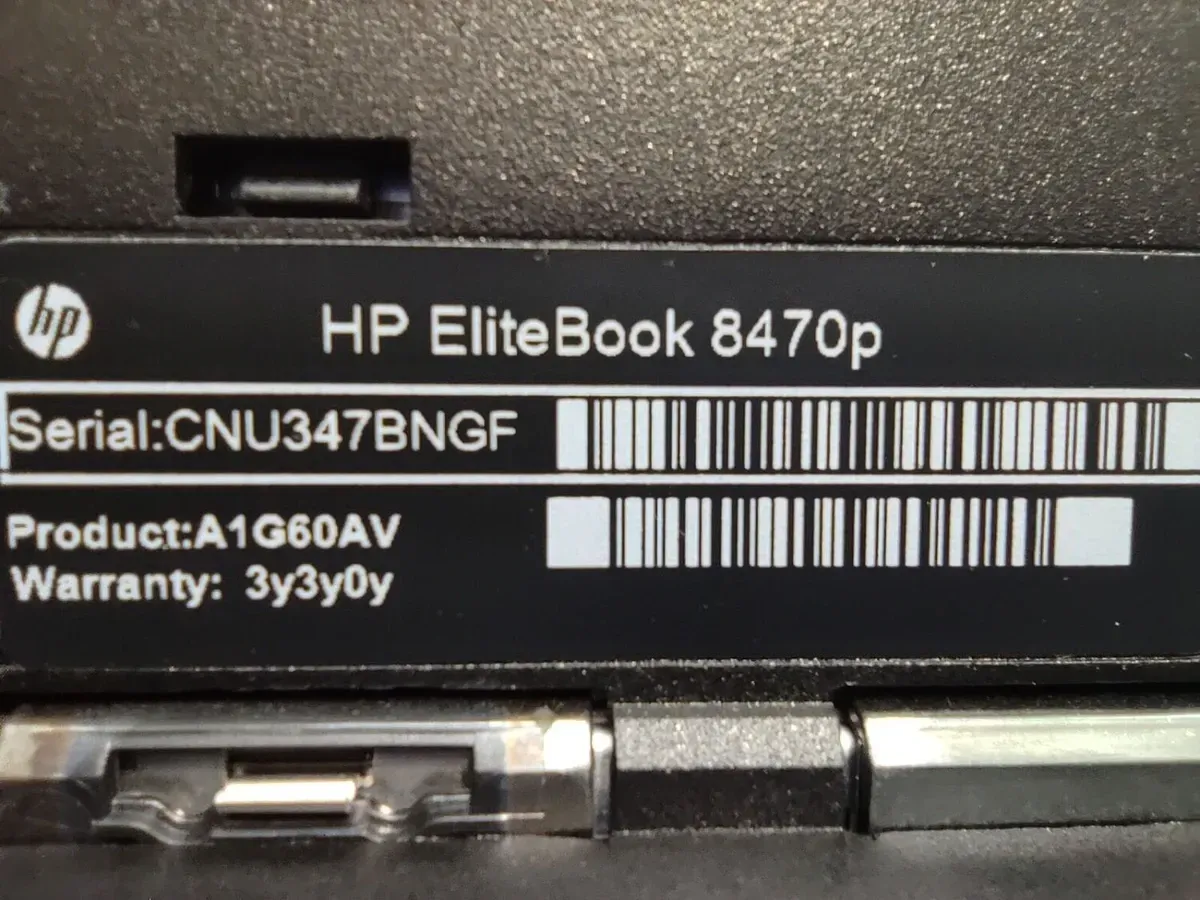 hp
HP EliteBook 8470p
Serial:CNU347BNGF
Product:A1G60AV
Warranty: 3y3y0y